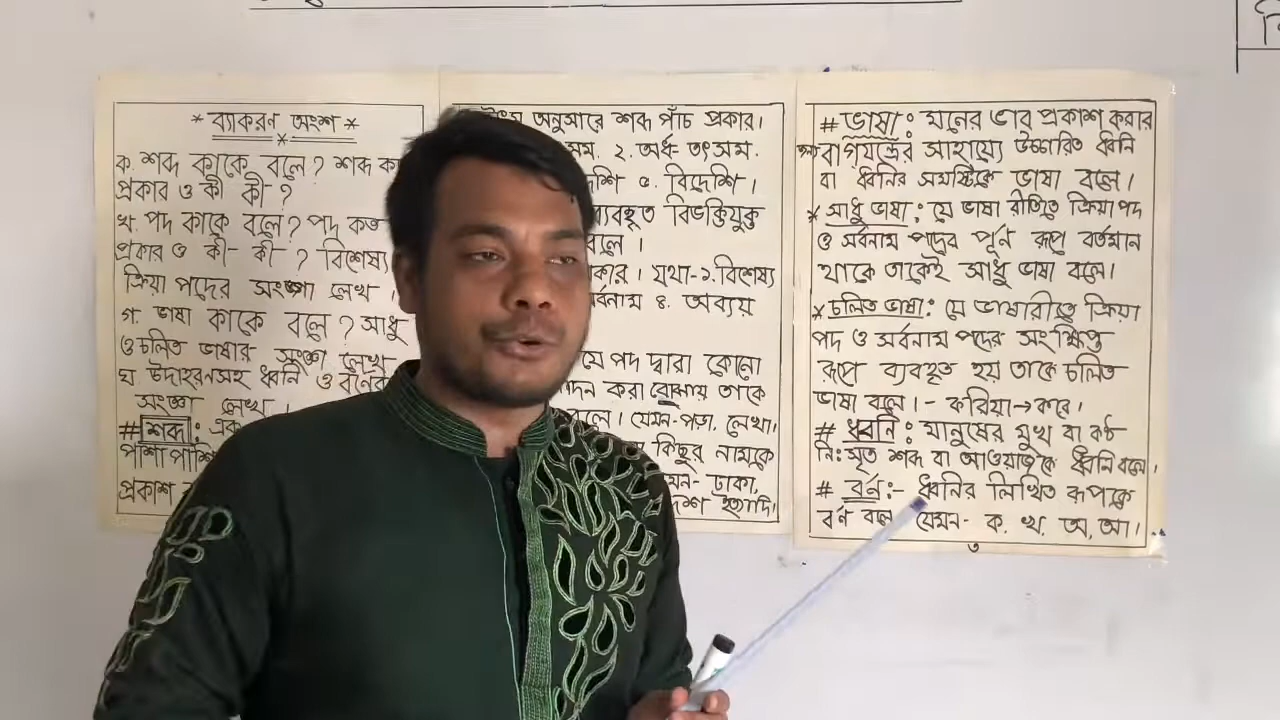 * ব্যাকরণ অংশ *
ক. শব্দ কাকে বলে? শব্দ
প্রকার ও কী কী-?
খ. পদ কাকে বলে? পদ কত
প্রকার ও কী- কী- ? বিশেষ্য
ক্রিয়া পদের সংজ্ঞা লেখ।
গ. ভাষা কাকে বলে? সাধু
ও চলিত ভাষার সংজ্ঞা লেখ
ঘ. উদাহরনসহ ধ্বনি ও
সংজ্ঞা লেখ।
# শব্দ:
পাশাপাশি
প্রকাশ
অনুসারে শব্দ পাঁচ প্রকার।
২. অর্ধ- তৎসম.
৫. বিদেশি।
বিভক্তিযুক্ত
বলে।
যথা- ১. বিশেষ্য
৪. অব্যয়
যে পদ দ্বারা কোনো
করা বোঝায় তাকে
বলে। যেমন- পড়া, লেখা।
কিছুর নামকে
ঢাকা,
ইত্যাদি।
# ভাষা: মনের ভাব প্রকাশ করার
বাগযন্ত্রের সাহায্যে উচ্চারিত ধ্বনি
বা ধ্বনির সমষ্টিকে ভাষা বলে।
* সাধু ভাষা: যে ভাষা রীতিতে ক্রিয়া পদ
ও সর্বনাম পদের পূর্ণ রূপে বর্তমান
থাকে তাকেই সাধু ভাষা বলে।
* চলিত ভাষা: যে ভাষারীতে ক্রিয়া
পদ ও সর্বনাম পদের সংক্ষিপ্ত
রূপে ব্যবহৃত হয় তাকে চলিত
ভাষা বলে।- করিয়া→করে।
# ধ্বনি: মানুষের মুখ বা কণ্ঠ
নি:সৃত শব্দ বা আওয়াজকে ধ্বনি বলে।
# বর্ন:- ধ্বনির লিখিত রূপকে
বর্ন বলে যেমন- ক. খ. অ, আ।
৩